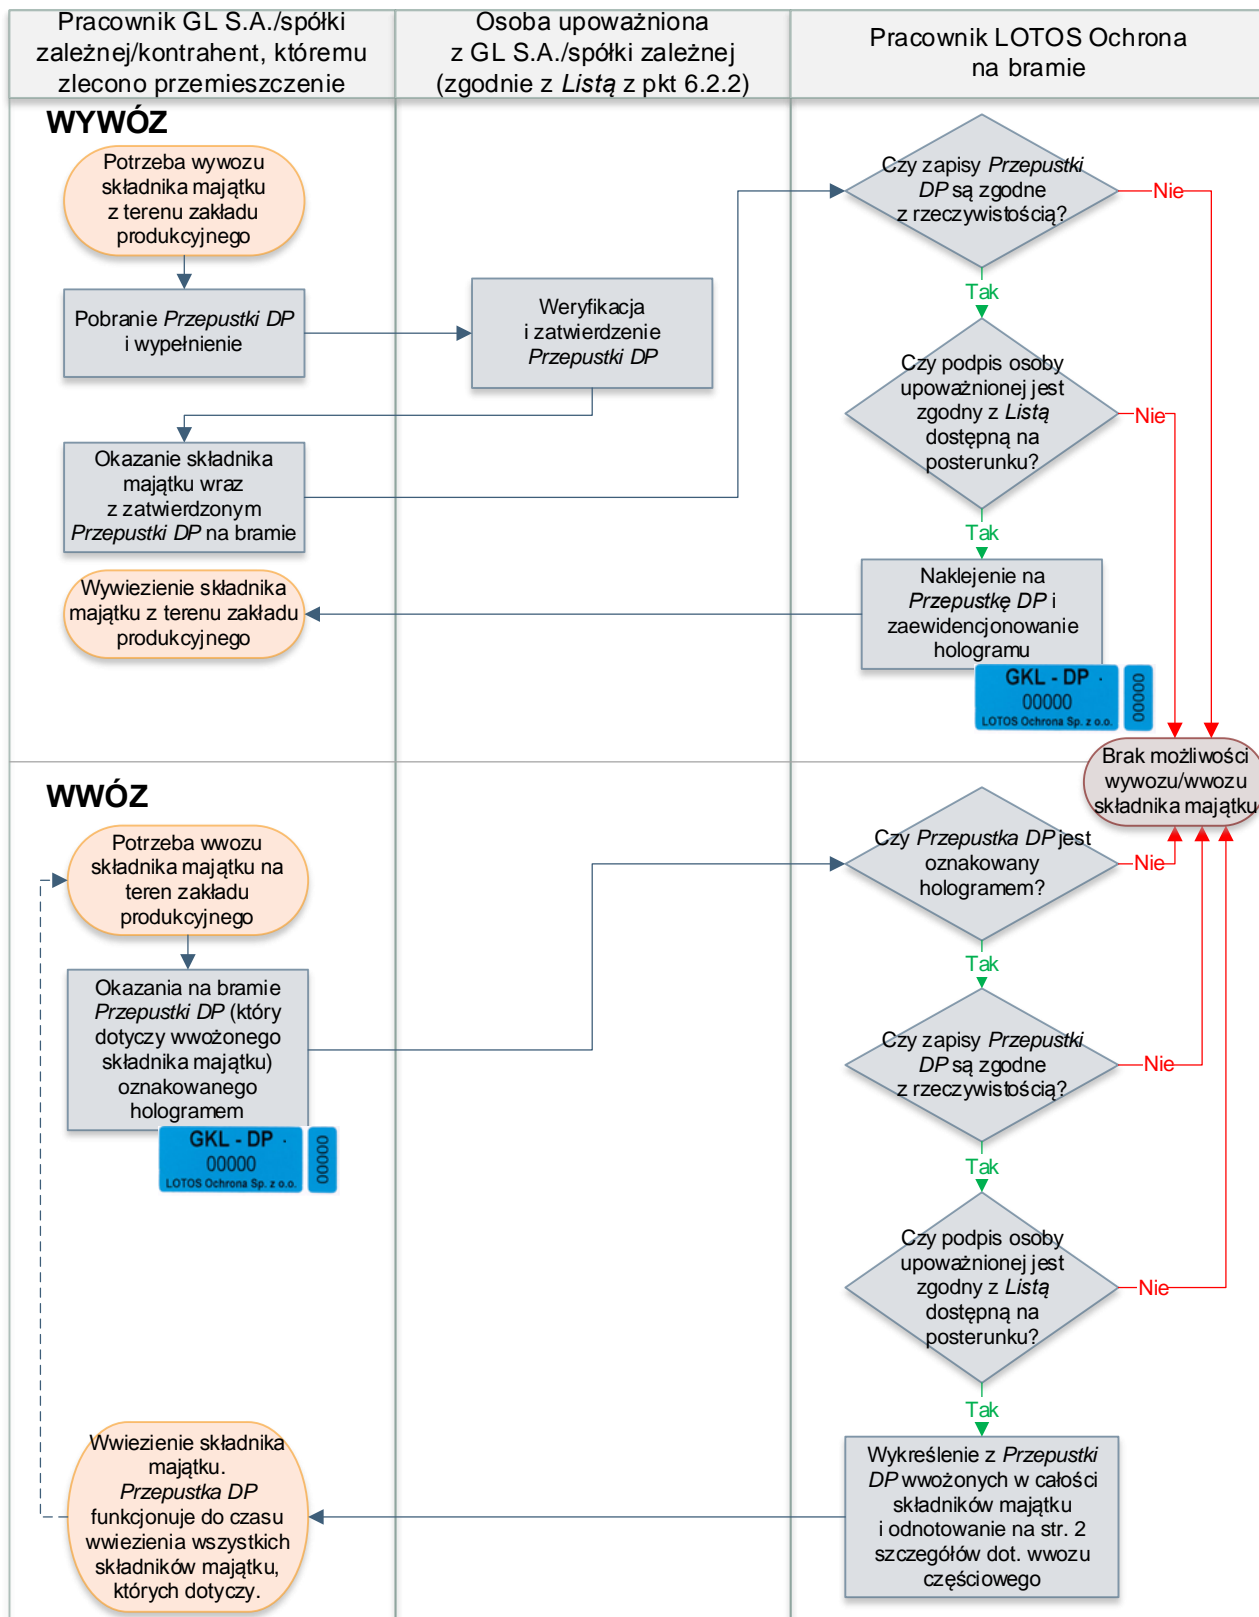 Pracownik GL S.A./spółki
zależnej/kontrahent, któremu
zlecono przemieszczenie
Osoba upoważniona
z GL S.A./spółki zależnej
(zgodnie z Listą z pkt 6.2.2)
Pracownik LOTOS Ochrona
na bramie
WYWÓZ
Potrzeba wywozu
składnika majątku
z terenu zakładu
produkcyjnego
Pobranie Przepustki DP
i wypełnienie
Weryfikacja
i zatwierdzenie
Przepustki DP
Okazanie składnika
majątku wraz
z zatwierdzonym
Przepustki DP na bramie
Czy zapisy Przepustki
DP są zgodne
z rzeczywistością?
Nie
Tak
Czy podpis osoby
upoważnionej jest
zgodny z Listą
dostępną na
posterunku?
Nie
Tak
Naklejenie na
Przepustkę DP i
zaewidencjonowanie
hologramu
GKL - DP
00000
LOTOS Ochrona Sp. z o.o.
00000
Wywiezienie składnika
majątku z terenu zakładu
produkcyjnego
Brak możliwości
wywozu/wwozu
składnika majątku
WWÓZ
Potrzeba wwozu
składnika majątku na
teren zakładu
produkcyjnego
Okazania na bramie
Przepustki DP (który
dotyczy wwożonego
składnika majątku)
oznakowanego
hologramem
GKL - DP
00000
LOTOS Ochrona Sp. z o.o.
00000
Czy Przepustka DP jest
oznakowany
hologramem?
Nie
Tak
Czy zapisy Przepustki
DP są zgodne
z rzeczywistością?
Nie
Tak
Czy podpis osoby
upoważnionej jest
zgodny z Listą
dostępną na
posterunku?
Nie
Tak
Wykreślenie z Przepustki
DP wwożonych w całości
składników majątku
i odnotowanie na str. 2
szczegółów dot. wwozu
częściowego
Wwiezienie składnika
majątku.
Przepustka DP
funkcjonuje do czasu
wwiezienia wszystkich
składników majątku,
których dotyczy.